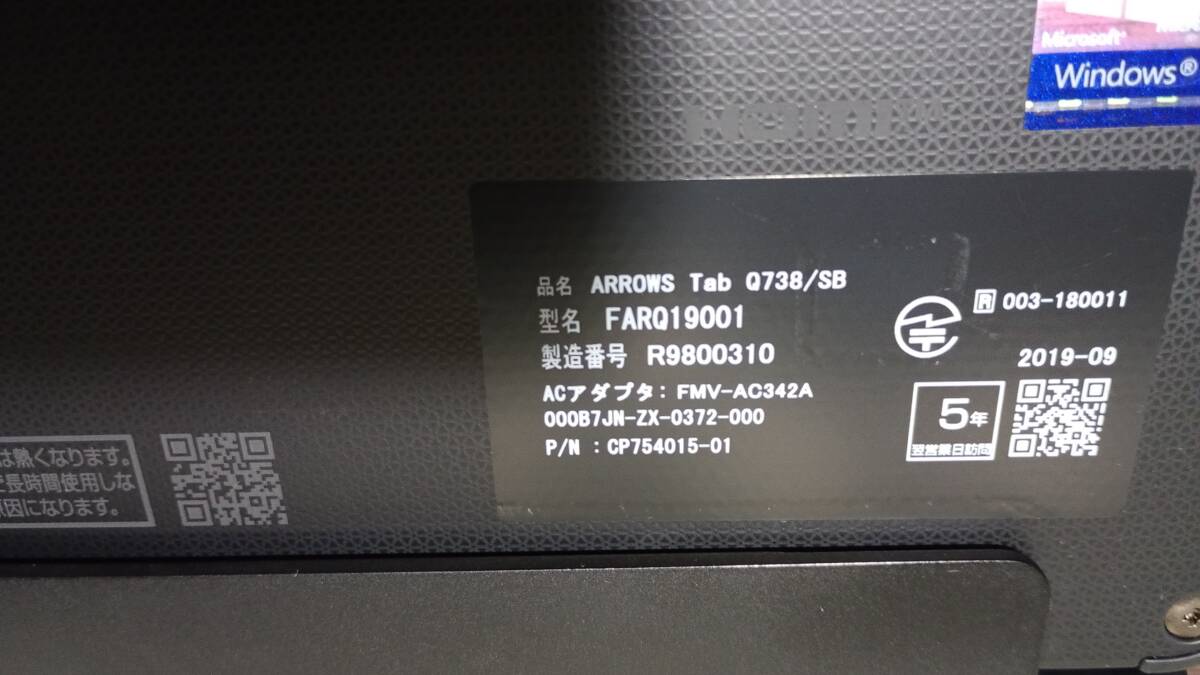 Microsoft
Windows®
HDMI™
品名 ARROWS Tab Q738/SB
型名 FARQ19001
製造番号 R9800310
ACアダプタ: FMV-AC342A
000B7JN-ZX-0372-000
P/N : CP754015-01
R 003-180011
2019-09
5年
翌営業日訪問
は熱くなります。
長時間使用しな
因になります。